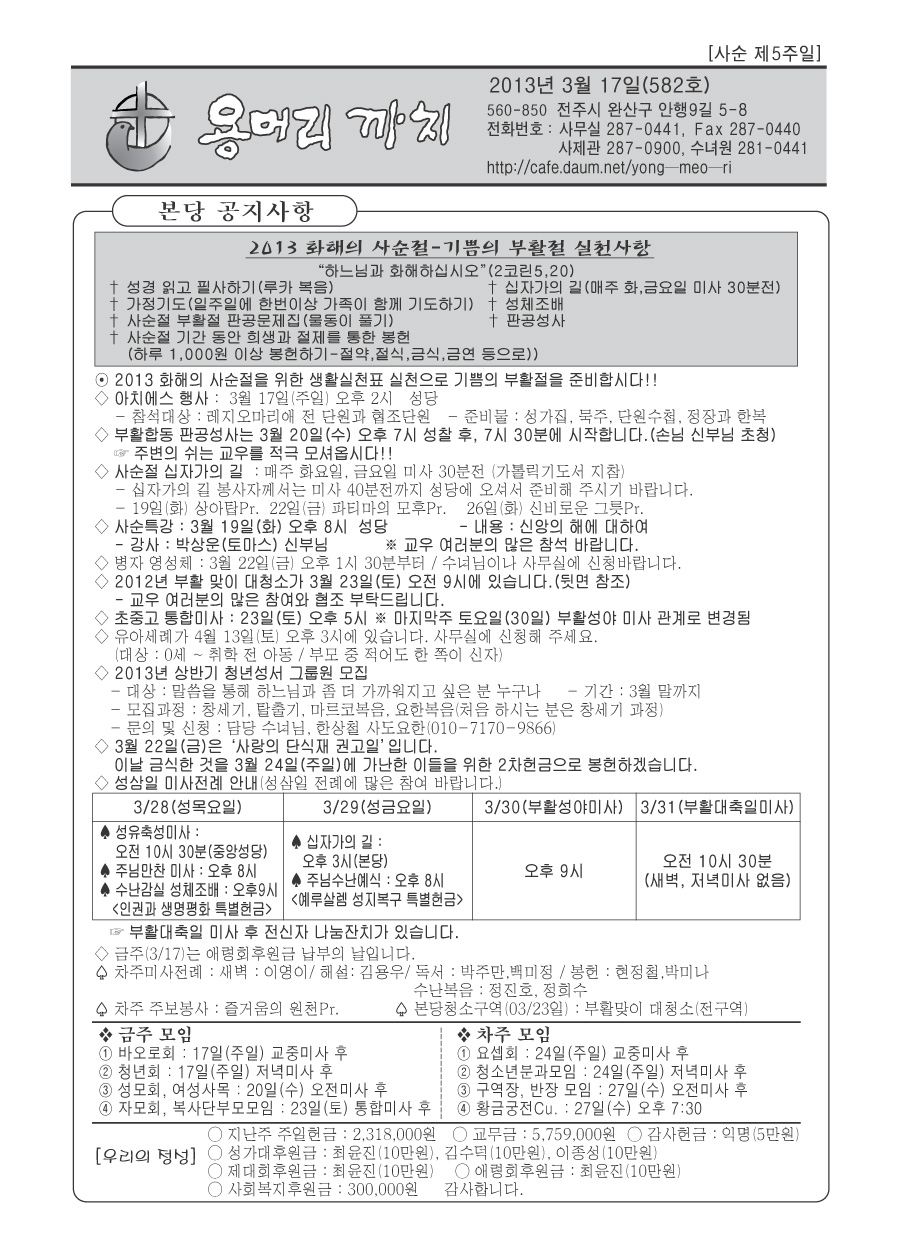 [사순 제5주일]
용머리 까치
2013년 3월 17일(582호)
560-850 전주시 완산구 안행9길 5-8
전화번호 : 사무실 287-0441, Fax 287-0440
사제관 287-0900, 수녀원 281-0441
http://cafe.daum.net/yong─meo─ri
본당 공지사항
2013 화해의 사순절-기쁨의 부활절 실천사항
“하느님과 화해하십시오”(2코린5,20)
† 성경 읽고 필사하기(루카 복음) † 십자가의 길(매주 화,금요일 미사 30분전)
† 가정기도(일주일에 한번이상 가족이 함께 기도하기) † 성체조배
† 사순절 부활절 판공문제집(물동이 풀기) † 판공성사
† 사순절 기간 동안 희생과 절제를 통한 봉헌
(하루 1,000원 이상 봉헌하기-절약,절식,금식,금연 등으로))
⊙ 2013 화해의 사순절을 위한 생활실천표 실천으로 기쁨의 부활절을 준비합시다!!
◇ 아치에스 행사 : 3월 17일(주일) 오후 2시 성당
- 참석대상 : 레지오마리에 전 단원과 협조단원 - 준비물 : 성가집, 묵주, 단원수첩, 정장과 한복
◇ 부활합동 판공성사는 3월 20일(수) 오후 7시 성찰 후, 7시 30분에 시작합니다.(손님 신부님 초청)
☞ 주변의 쉬는 교우를 적극 모셔옵시다!!
◇ 사순절 십자가의 길 : 매주 화요일, 금요일 미사 30분전 (가톨릭기도서 지참)
- 십자가의 길 봉사자께서는 미사 40분전까지 성당에 오셔서 준비해 주시기 바랍니다.
- 19일(화) 상아탑Pr. 22일(금) 파티마의 모후Pr. 26일(화) 신비로운 그릇Pr.
◇ 사순특강 : 3월 19일(화) 오후 8시 성당 - 내용 : 신앙의 해에 대하여
- 강사 : 박상운(토마스) 신부님 ※ 교우 여러분의 많은 참석 바랍니다.
◇ 병자 영성체 : 3월 22일(금) 오후 1시 30분부터 / 수녀님이나 사무실에 신청바랍니다.
◇ 2012년 부활 맞이 대청소가 3월 23일(토) 오전 9시에 있습니다.(뒷면 참조)
- 교우 여러분의 많은 참여와 협조 부탁드립니다.
◇ 초중고 통합미사 : 23일(토) 오후 5시 ※ 마지막주 토요일(30일) 부활성야 미사 관계로 변경됨
◇ 유아세례가 4월 13일(토) 오후 3시에 있습니다. 사무실에 신청해 주세요.
(대상 : 0세 ~ 취학 전 아동 / 부모 중 적어도 한 쪽이 신자)
◇ 2013년 상반기 청년성서 그룹원 모집
- 대상 : 말씀을 통해 하느님과 좀 더 가까워지고 싶은 분 누구나 - 기간 : 3월 말까지
- 모집과정 : 창세기, 탈출기, 마르코복음, 요한복음(처음 하시는 분은 창세기 과정)
- 문의 및 신청 : 담당 수녀님, 한상철 사도요한(010-7170-9866)
◇ 3월 22일(금)은 ‘사랑의 단식재 권고일’입니다.
이날 금식한 것을 3월 24일(주일)에 가난한 이들을 위한 2차헌금으로 봉헌하겠습니다.
◇ 성삼일 미사전례 안내(성삼일 전례에 많은 참여 바랍니다.)
3/28(성목요일) 3/29(성금요일) 3/30(부활성야미사) 3/31(부활대축일미사)
♠ 성유축성미사 :
오전 10시 30분(중앙성당)
♠ 주님만찬 미사 : 오후 8시
♠ 수난감실 성체조배 : 오후9시
<인권과 생명평화 특별헌금>
♠ 십자가의 길 :
오후 3시(본당)
♠ 주님수난예식 : 오후 8시
<예루살렘 성지복구 특별헌금>
오후 9시
오전 10시 30분
(새벽, 저녁미사 없음)
☞ 부활대축일 미사 후 전신자 나눔잔치가 있습니다.
◇ 금주(3/17)는 애령회후원금 납부의 날입니다.
♤ 차주미사전례 : 새벽 : 이영이/ 해설: 김용우/ 독서 : 박주만,백미정 / 봉헌 : 현정훨,박미나
수난복음 : 정진호, 정희수
♤ 차주 주보봉사 : 즐거움의 원천Pr. ♤ 본당청소구역(03/23일) : 부활맞이 대청소(전구역)
❖ 금주 모임
① 바오로회 : 17일(주일) 교중미사 후
② 청년회 : 17일(주일) 저녁미사 후
③ 성모회, 여성사목 : 20일(수) 오전미사 후
④ 자모회, 복사단부모모임 : 23일(토) 통합미사 후
❖ 차주 모임
① 요셉회 : 24일(주일) 교중미사 후
② 청소년분과모임 : 24일(주일) 저녁미사 후
③ 구역장, 반장 모임 : 27일(수) 오전미사 후
④ 황금궁전Cu. : 27일(수) 오후 7:30
[우리의 정성]
○ 지난주 주일헌금 : 2,318,000원 ○ 교무금 : 5,759,000원 ○ 감사헌금 : 익명(5만원)
○ 성가대후원금 : 최윤진(10만원), 김수덕(10만원), 이종성(10만원)
○ 제대회후원금 : 최윤진(10만원) ○ 애령회후원금 : 최윤진(10만원)
○ 사회복지후원금 : 300,000원 감사합니다.